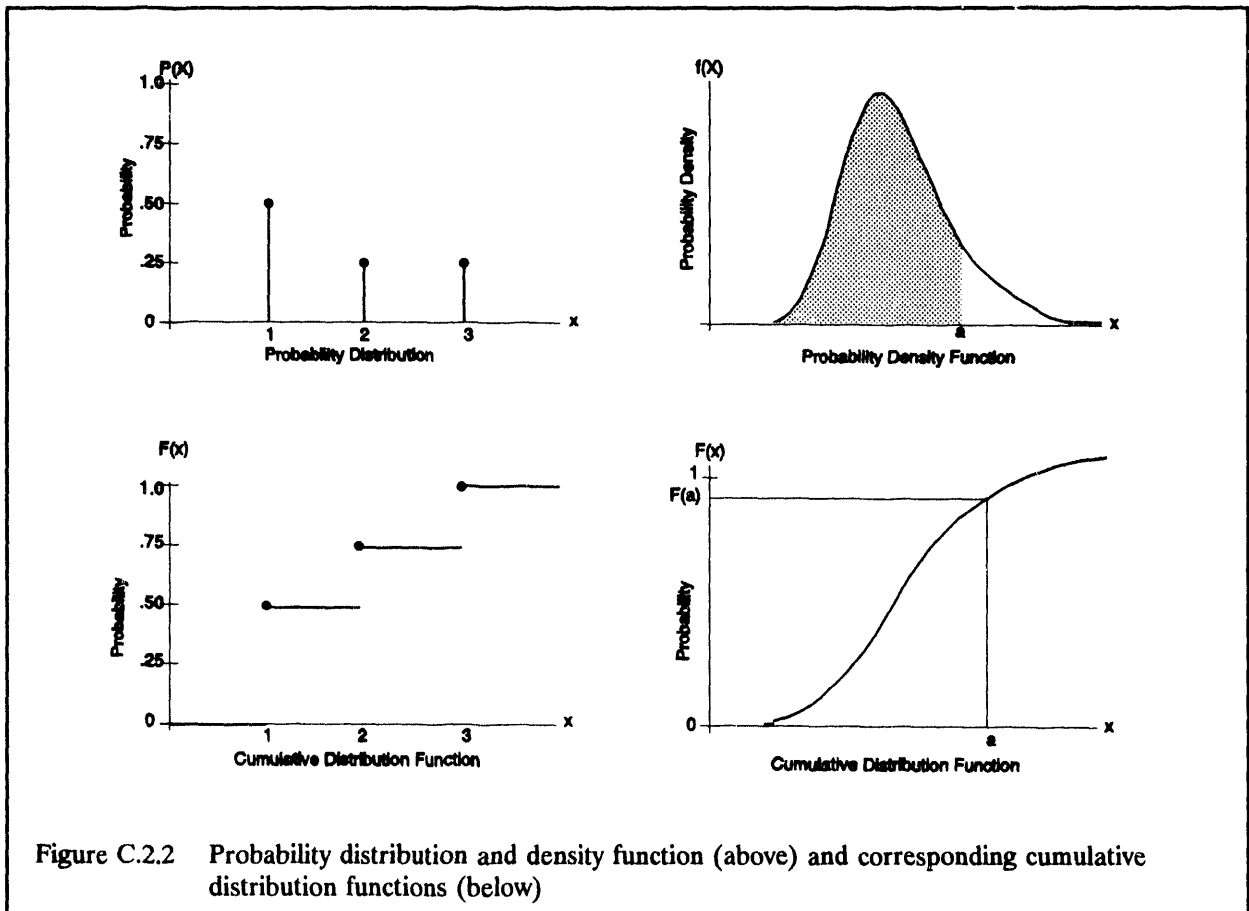 P(X)
1.0
.75
.50
.25
0
Probability
1 2 3 x
Probability Distribution
f(X)
Probability Density
a x
Probability Density Function
F(x)
1.0
.75
.50
.25
0
Probability
1 2 3 x
Cumulative Distribution Function
F(x)
1
F(a)
Probability
0
a x
Cumulative Distribution Function
Figure C.2.2 Probability distribution and density function (above) and corresponding cumulative
distribution functions (below)